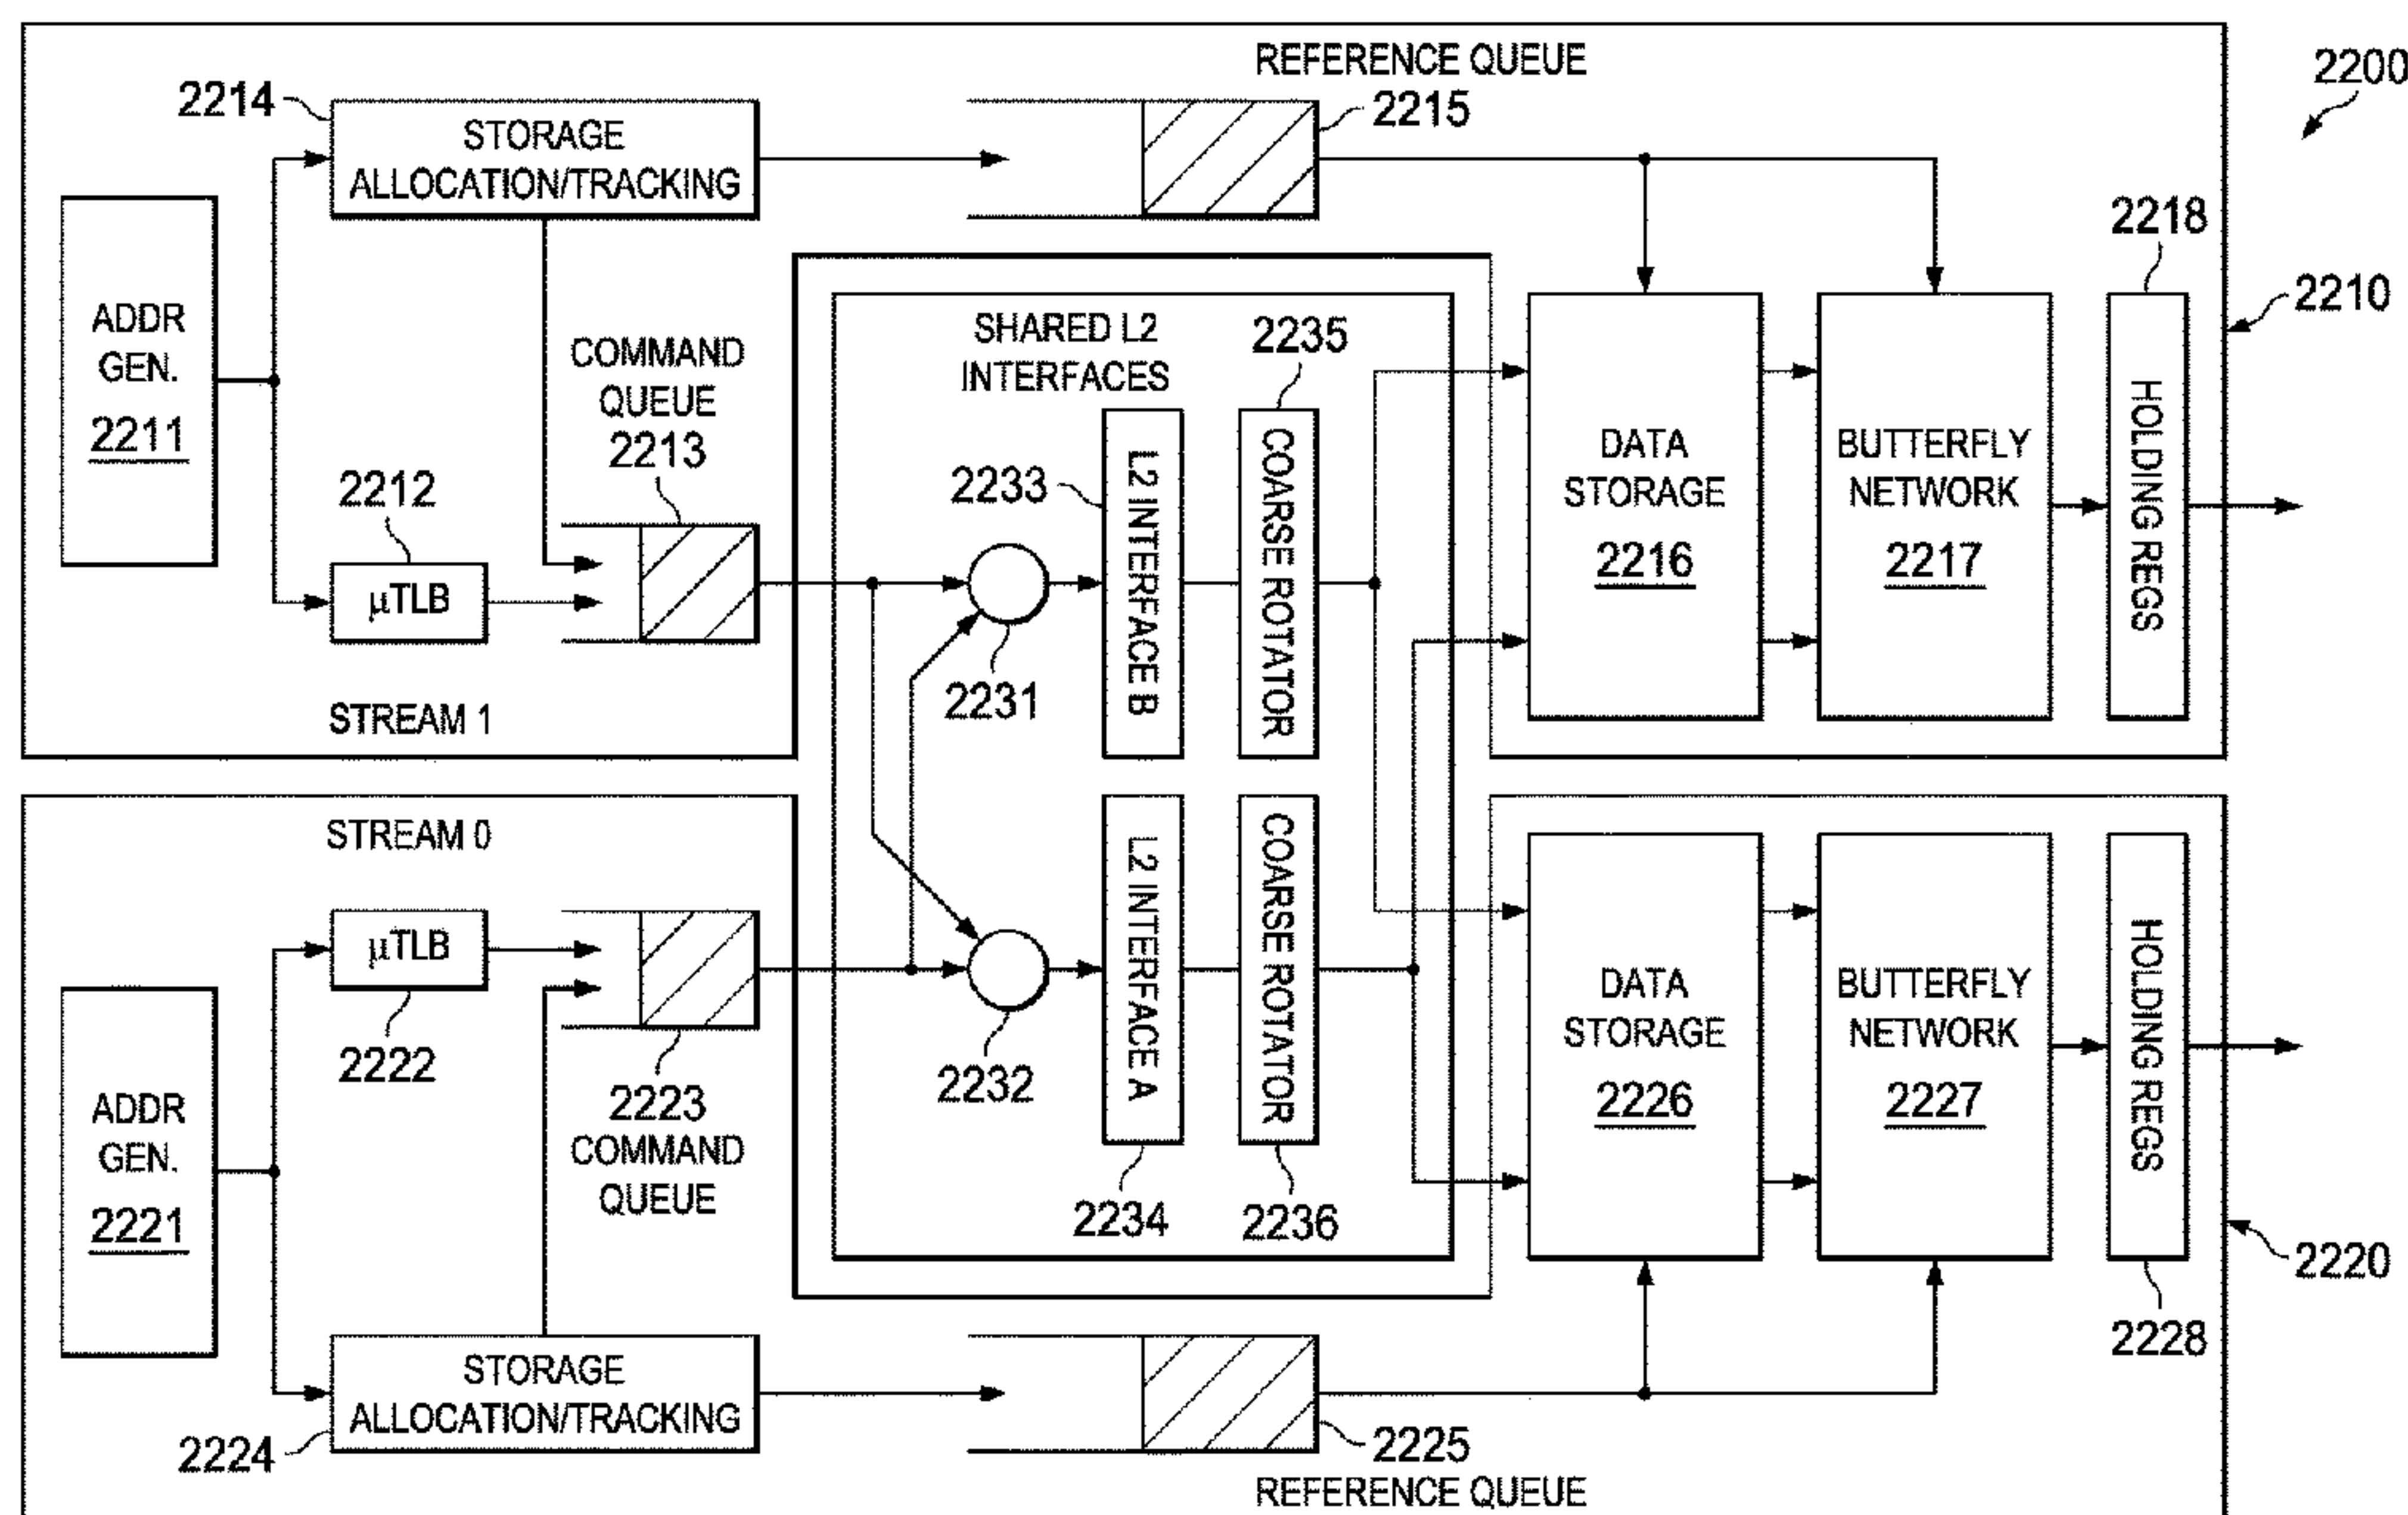 REFERENCE QUEUE
2215
2200
2214
STORAGE
ALLOCATION/TRACKING
ADDR
GEN.
2211
2212
µTLB
COMMAND
QUEUE
2213
STREAM 1
SHARED L2
INTERFACES
2235
2233
2231
L2 INTERFACE B
COARSE ROTATOR
DATA
STORAGE
2216
BUTTERFLY
NETWORK
2217
2218
HOLDING REGS
2210
STREAM 0
µTLB
2222
2223
COMMAND
QUEUE
ADDR
GEN.
2221
2232
L2 INTERFACE A
COARSE ROTATOR
2234
2236
DATA
STORAGE
2226
BUTTERFLY
NETWORK
2227
HOLDING REGS
2228
2220
STORAGE
ALLOCATION/TRACKING
2224
2225
REFERENCE QUEUE